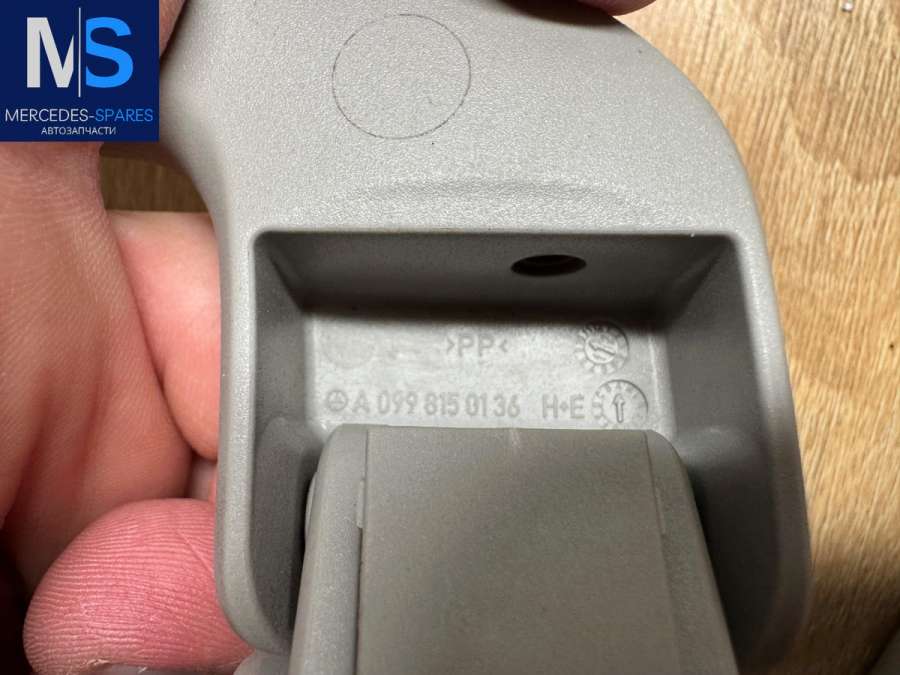 MS
MERCEDES-SPARES
АВТОЗАПЧАСТИ
>PP<
A 099 815 01 36 H+E